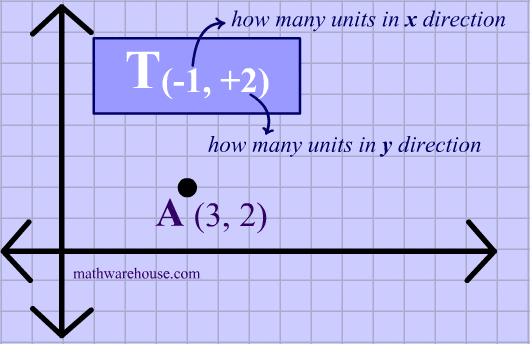 how many units in x direction
T(-1, +2)
how many units in y direction
A (3, 2)
mathwarehouse.com